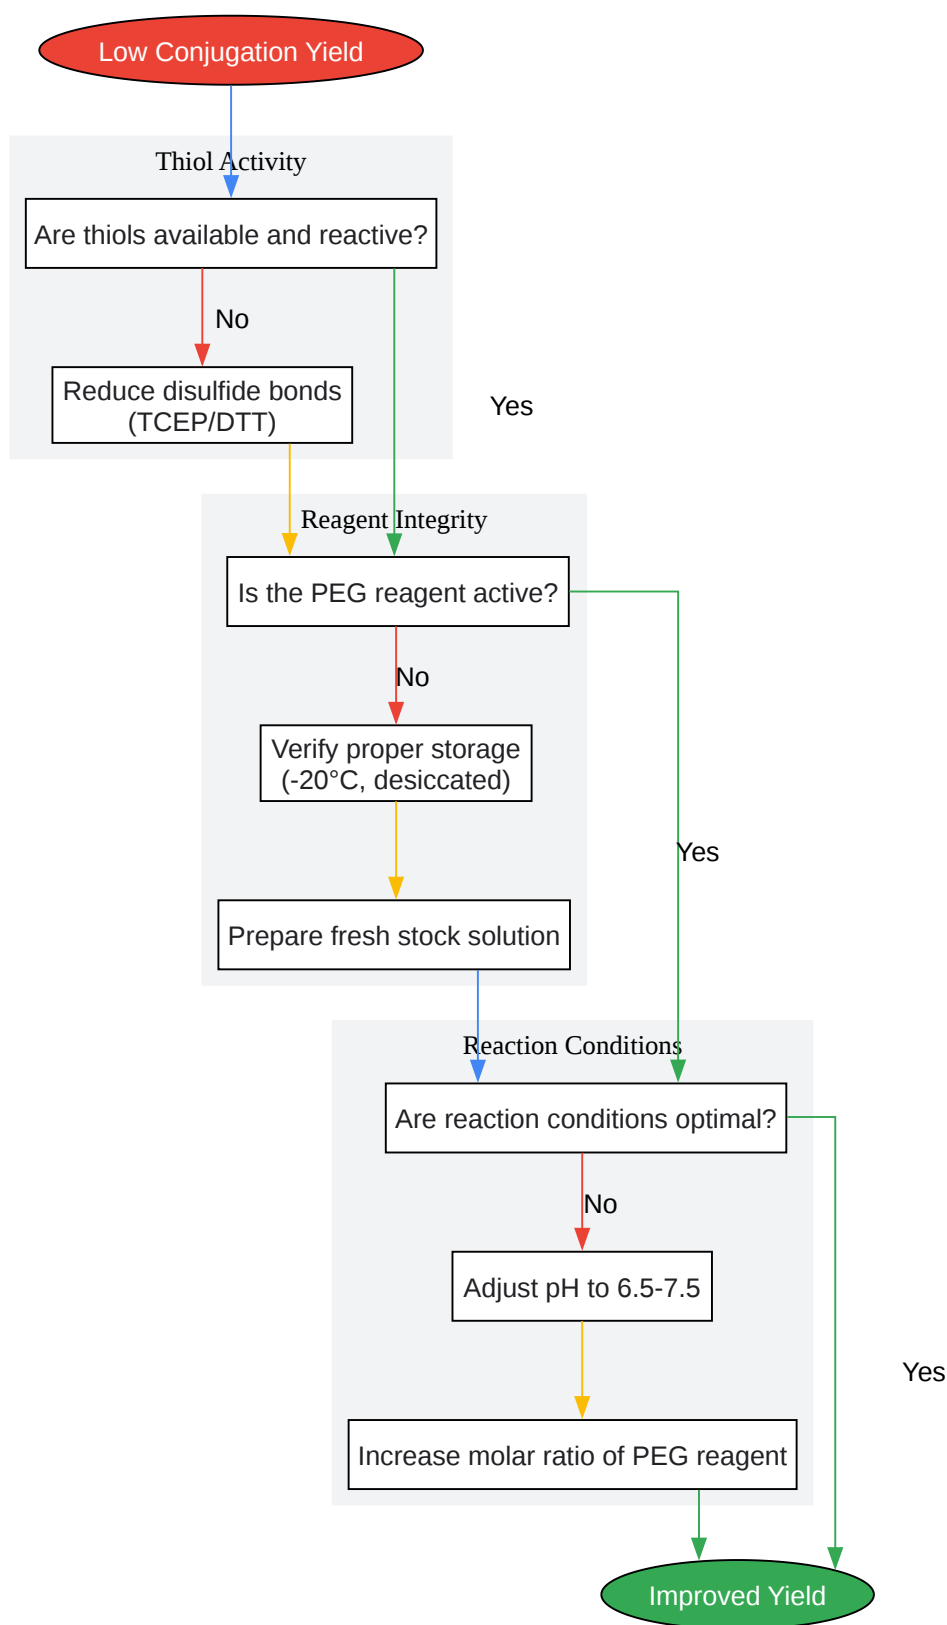 Low Conjugation Yield
Thiol Activity
Are thiols available and reactive?
No
Reduce disulfide bonds
(TCEP/DTT)
Yes
Reagent Integrity
Is the PEG reagent active?
No
Verify proper storage
(-20°C, desiccated)
Yes
Prepare fresh stock solution
Reaction Conditions
Are reaction conditions optimal?
No
Adjust pH to 6.5-7.5
Yes
Increase molar ratio of PEG reagent
Improved Yield